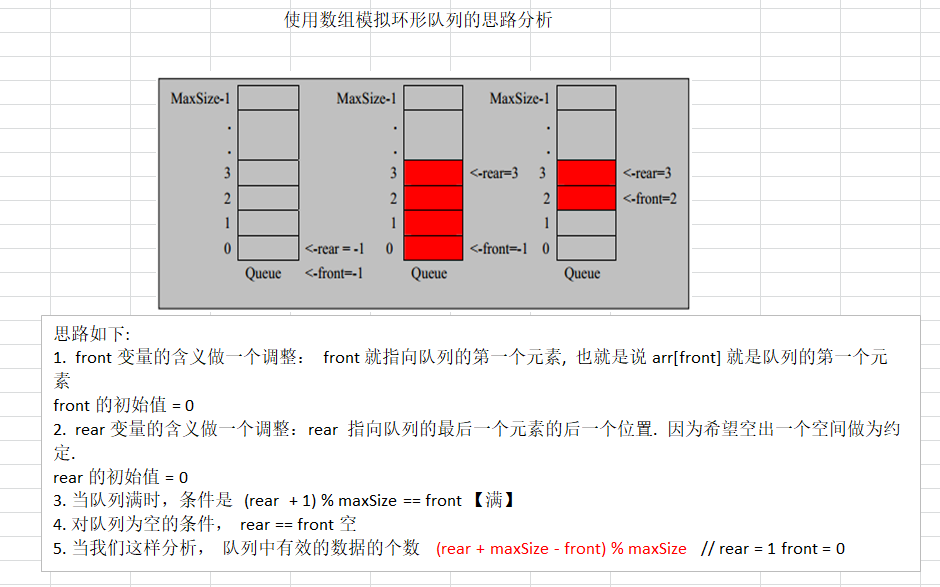 使用数组模拟环形队列的思路分析
MaxSize-1 MaxSize-1 MaxSize-1
. . .
. . .
3 3 <-rear=3 3 <-rear=3
2 2 2 <-front=2
1 1 1
0 <-rear = -1 0 <-front=-1 0
Queue <-front=-1 Queue Queue
思路如下:
1. front 变量的含义做一个调整： front 就指向队列的第一个元素, 也就是说 arr[front] 就是队列的第一个元
素
front 的初始值 = 0
2. rear 变量的含义做一个调整：rear 指向队列的最后一个元素的后一个位置. 因为希望空出一个空间做为约
定.
rear 的初始值 = 0
3. 当队列满时，条件是 (rear + 1) % maxSize == front 【满】
4. 对队列为空的条件， rear == front 空
5. 当我们这样分析， 队列中有效的数据的个数 (rear + maxSize - front) % maxSize // rear = 1 front = 0